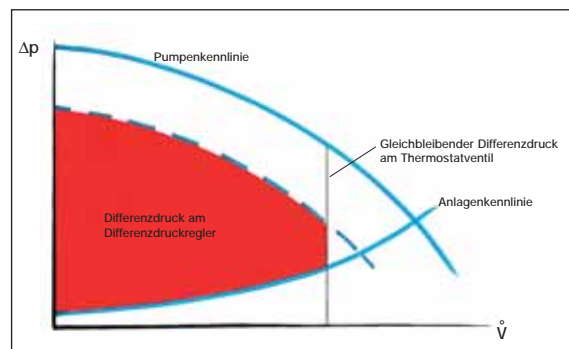 Δp
Pumpenkennlinie
Gleichbleibender Differenzdruck
am Thermostatventil
Anlagenkennlinie
Differenzdruck am
Differenzdruckregler
V̊